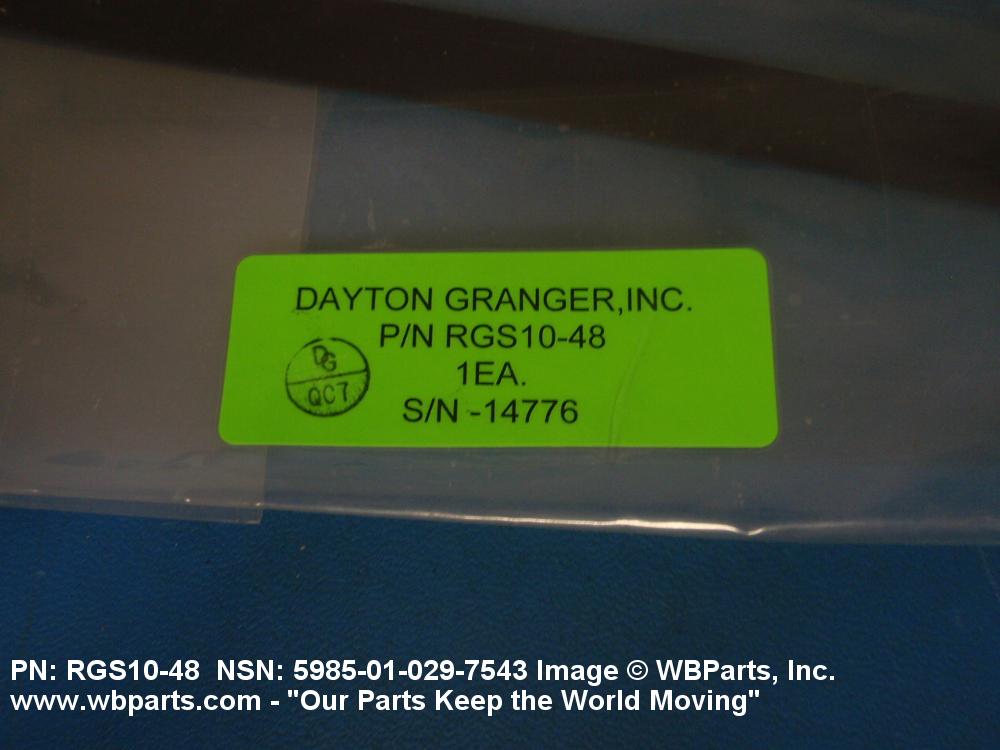 DAYTON GRANGER,INC.
P/N RGS10-48
1EA.
S/N -14776
DG
QC7
PN: RGS10-48 NSN: 5985-01-029-7543 Image © WBParts, Inc.
www.wbparts.com - "Our Parts Keep the World Moving"